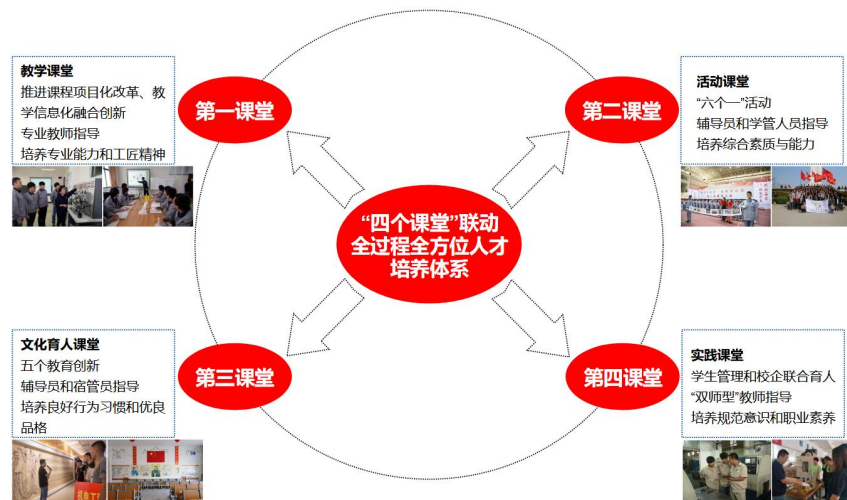 教学课堂
推进课程项目化改革、教
学信息化融合创新
专业教师指导
培养专业能力和工匠精神
第一课堂
第二课堂
活动课堂
“六个一”活动
辅导员和学管人员指导
培养综合素质与能力
“四个课堂”联动
全过程全方位人才
培养体系
文化育人课堂
五个教育创新
辅导员和宿管员指导
培养良好行为习惯和优良
品格
第三课堂
第四课堂
实践课堂
学生管理和校企联合育人
“双师型”教师指导
培养规范意识和职业素养